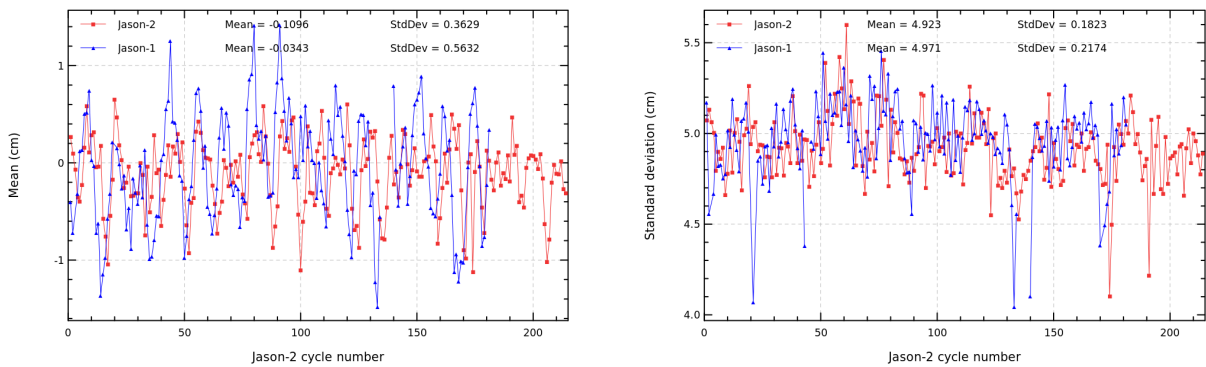 Jason-2 Mean = -0.1096 StdDev = 0.3629
Jason-1 Mean = -0.0343 StdDev = 0.5632
Mean (cm)
1
0
-1
0 50 100 150 200
Jason-2 cycle number
Jason-2 Mean = 4.923 StdDev = 0.1823
Jason-1 Mean = 4.971 StdDev = 0.2174
Standard deviation (cm)
5.5
5.0
4.5
4.0
0 50 100 150 200
Jason-2 cycle number